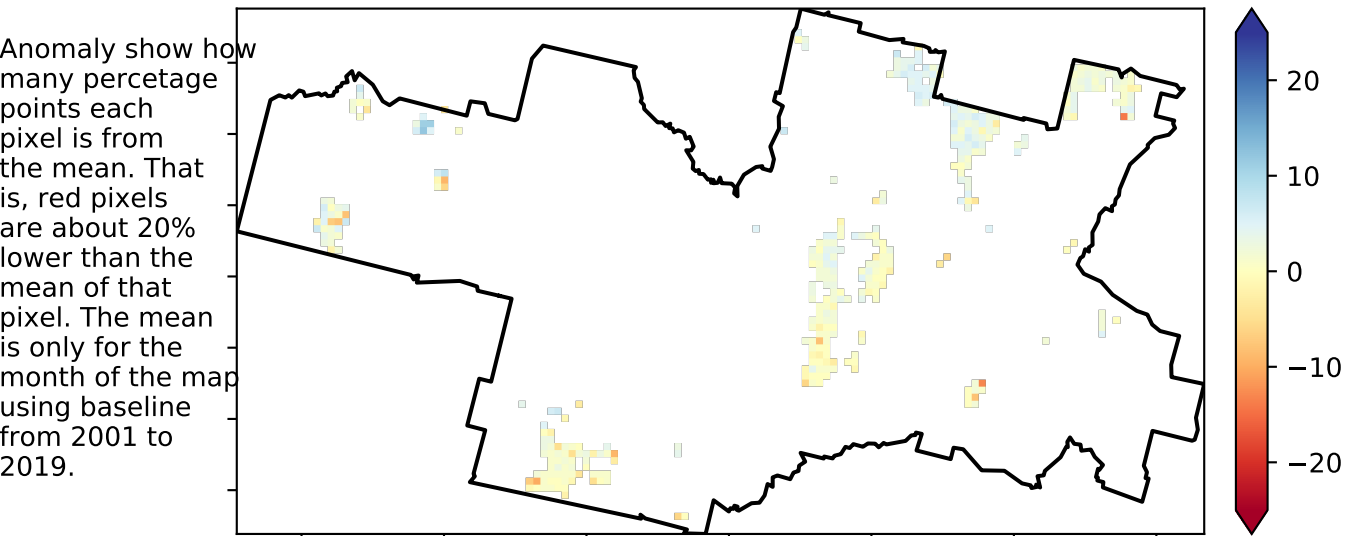 Anomaly show how
many percetage
points each
pixel is from
the mean. That
is, red pixels
are about 20%
lower than the
mean of that
pixel. The mean
is only for the
month of the map
using baseline
from 2001 to
2019.
20
10
0
−10
−20